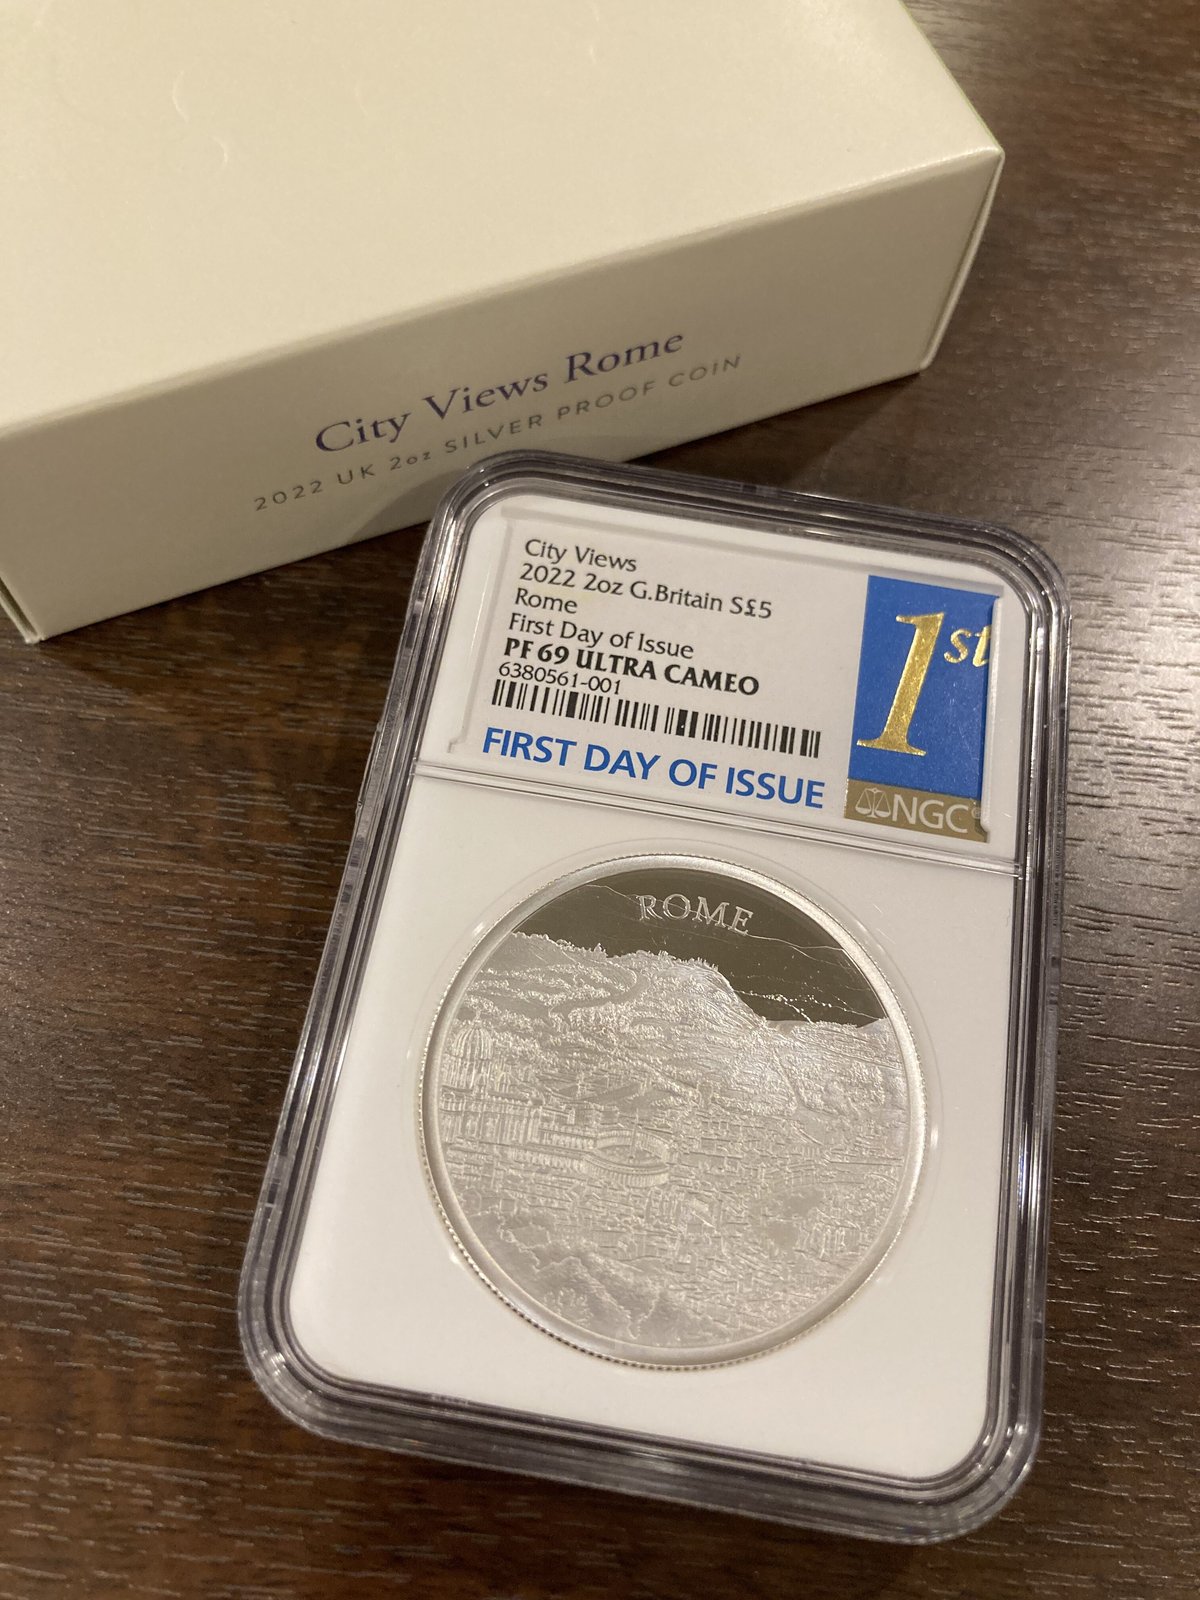 City Views Rome
2022 UK 2oz SILVER PROOF COIN
City Views
2022 2oz G.Britain S£5
Rome
First Day of Issue
PF 69 ULTRA CAMEO
6380561-001
FIRST DAY OF ISSUE
1st
NGC
ROME